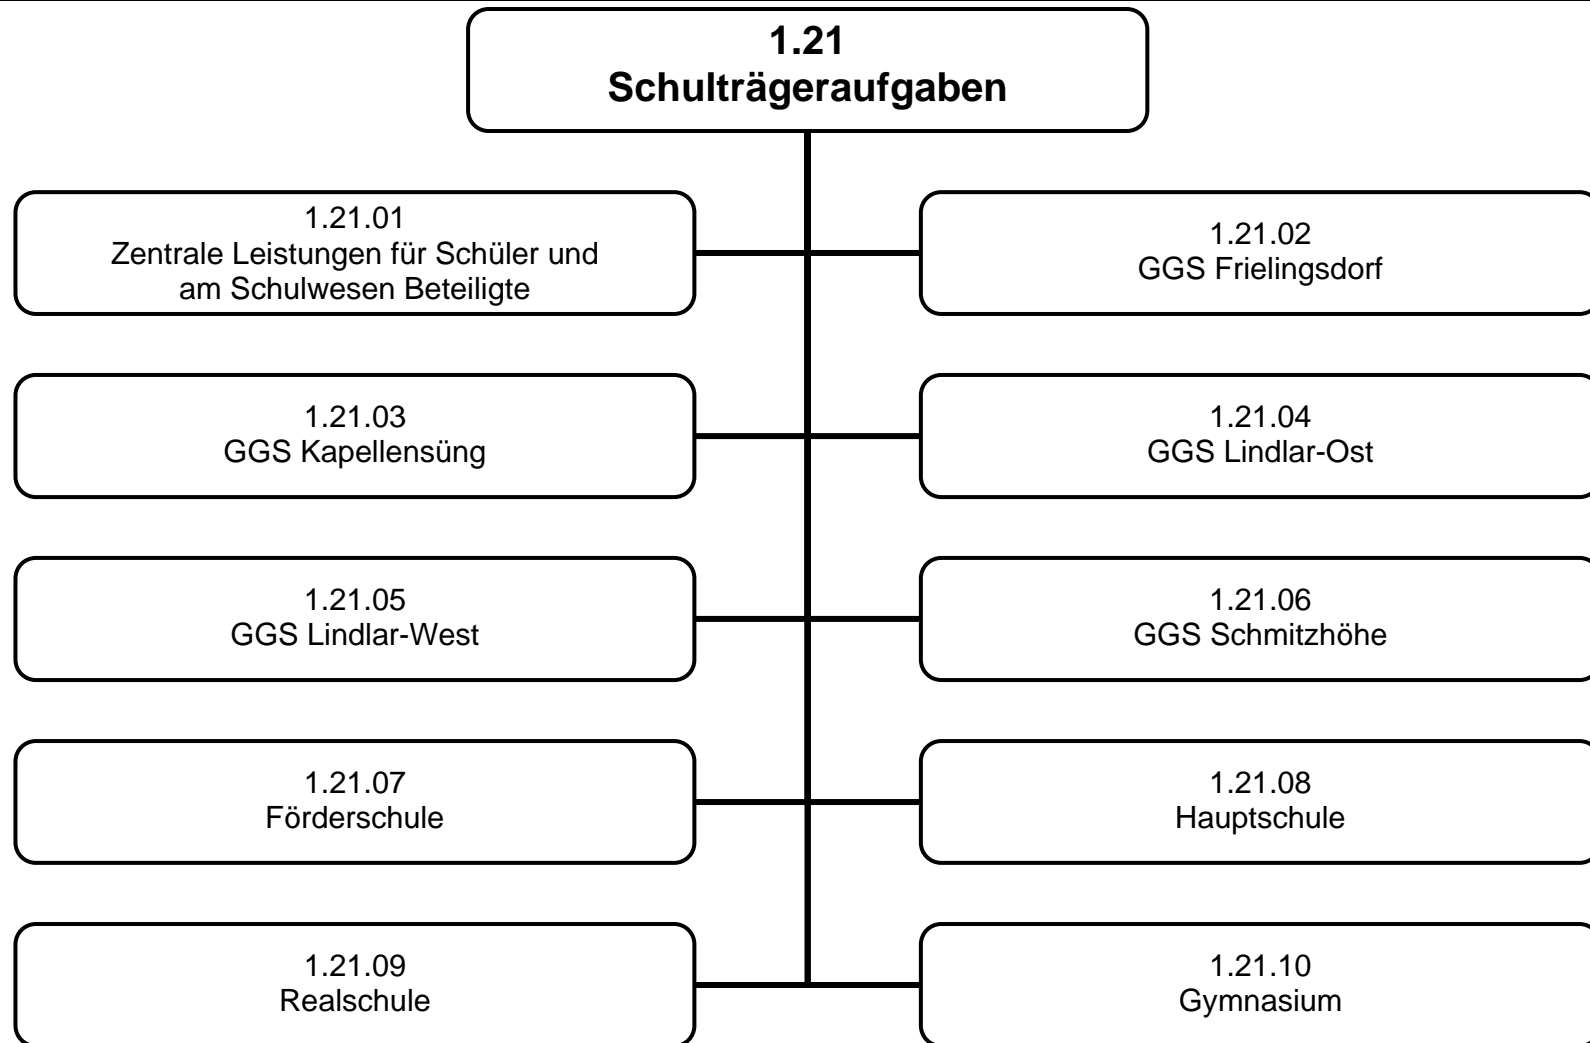 1.21
Schulträgeraufgaben
1.21.01
Zentrale Leistungen für Schüler und
am Schulwesen Beteiligte
1.21.02
GGS Frielingsdorf
1.21.03
GGS Kapellensüng
1.21.04
GGS Lindlar-Ost
1.21.05
GGS Lindlar-West
1.21.06
GGS Schmitzhöhe
1.21.07
Förderschule
1.21.08
Hauptschule
1.21.09
Realschule
1.21.10
Gymnasium